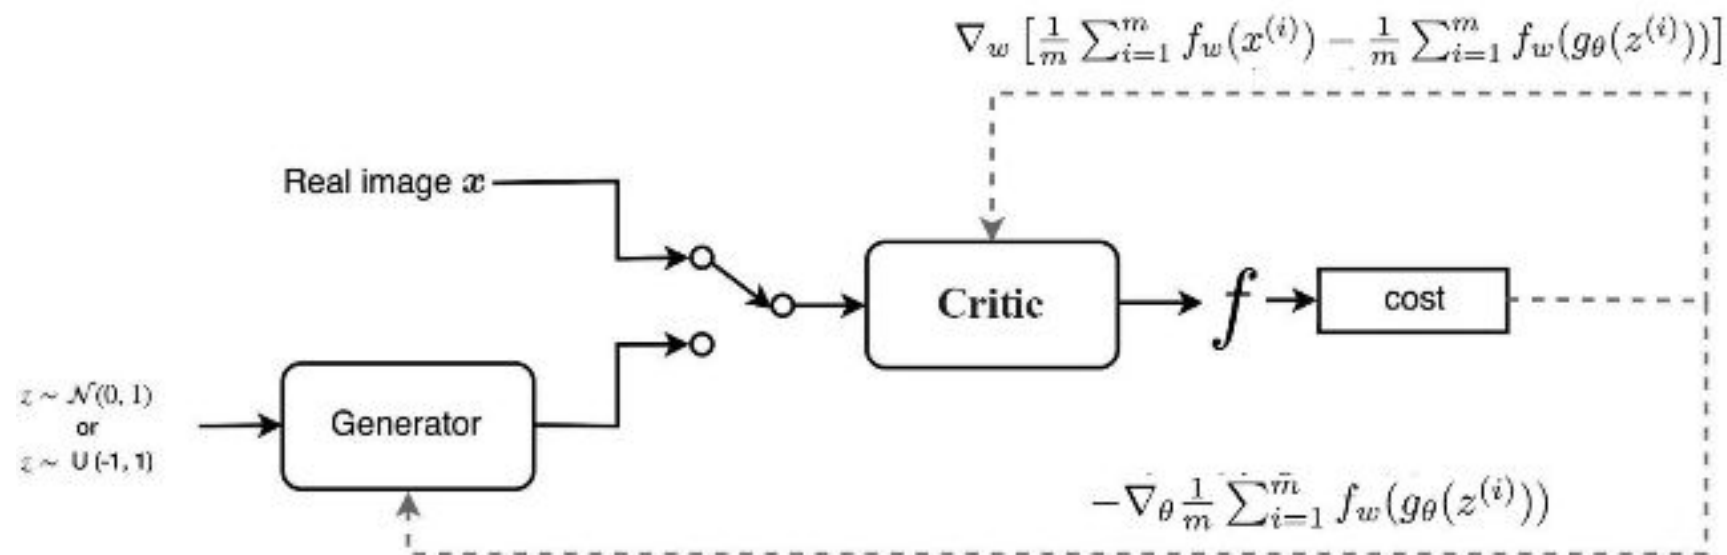 ∇_w [1/m ∑_{i=1}^{m} f_w(x^{(i)}) − 1/m ∑_{i=1}^{m} f_w(g_θ(z^{(i)}))]
Real image x
Critic
f
cost
z ~ 𝒩(0, 1)
or
z ~ U (-1, 1)
Generator
−∇_θ 1/m ∑_{i=1}^{m} f_w(g_θ(z^{(i)}))